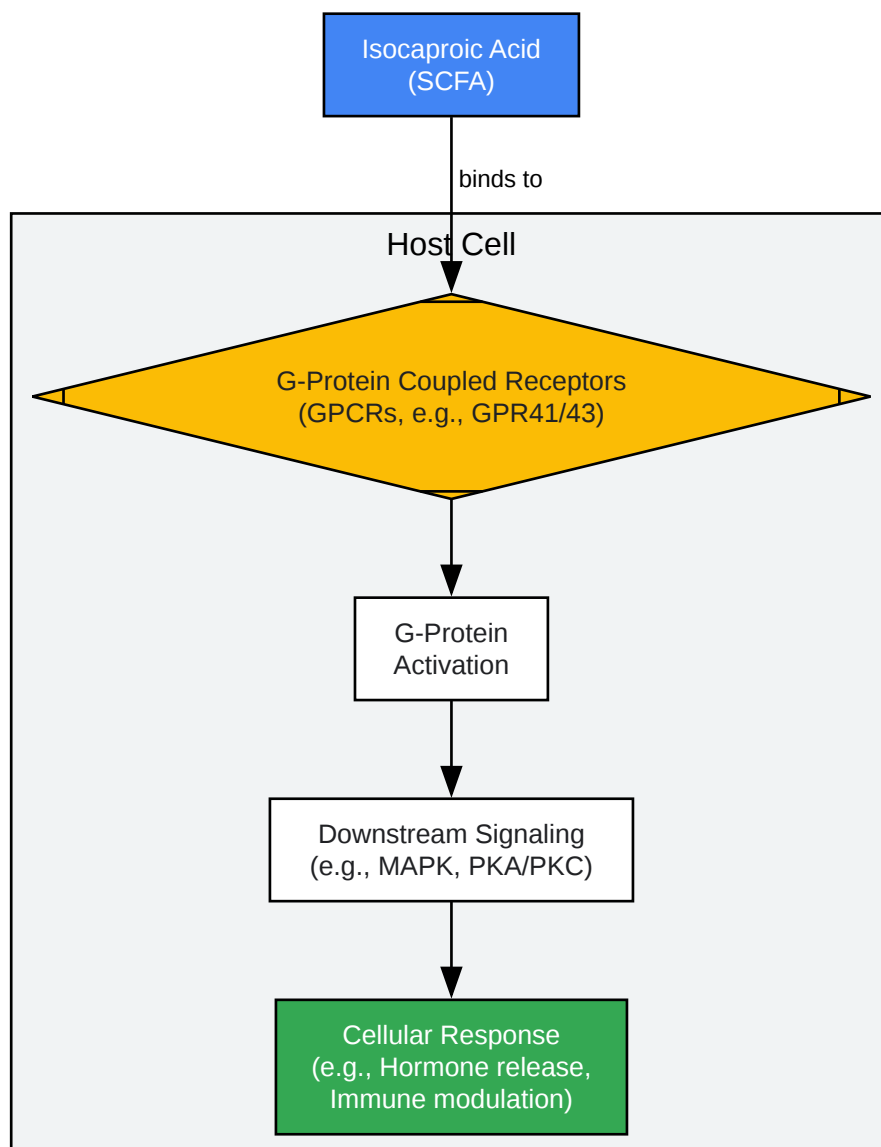 Isocaproic Acid
(SCFA)
binds to
Host Cell
G-Protein Coupled Receptors
(GPCRs, e.g., GPR41/43)
G-Protein
Activation
Downstream Signaling
(e.g., MAPK, PKA/PKC)
Cellular Response
(e.g., Hormone release,
Immune modulation)